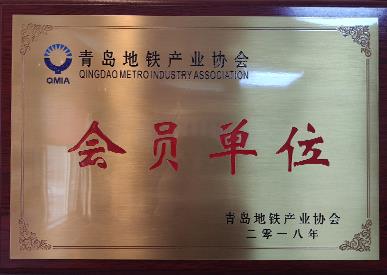 青岛地铁产业协会
QINGDAO METRO INDUSTRY ASSOCIATION
QMIA
会员单位
青岛地铁产业协会
二零一八年